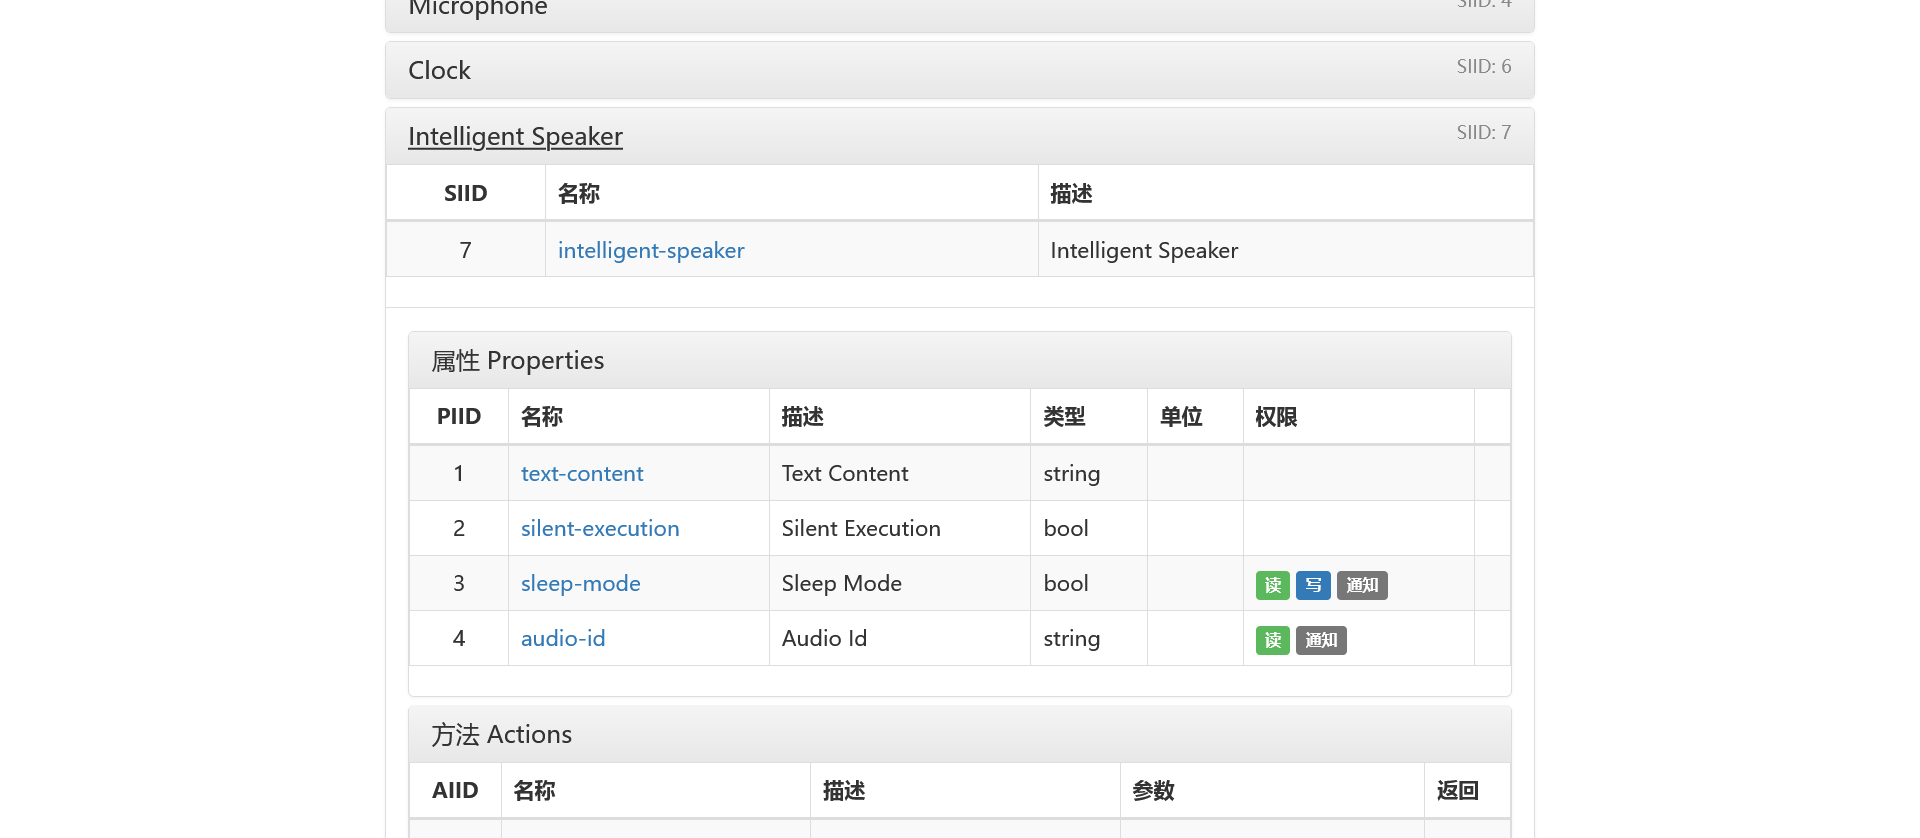 Microphone SIID: 4
Clock SIID: 6
Intelligent Speaker SIID: 7
SIID 名称 描述
7 intelligent-speaker Intelligent Speaker
属性 Properties
PIID 名称 描述 类型 单位 权限
1 text-content Text Content string
2 silent-execution Silent Execution bool
3 sleep-mode Sleep Mode bool 读 写 通知
4 audio-id Audio Id string 读 通知
方法 Actions
AIID 名称 描述 参数 返回